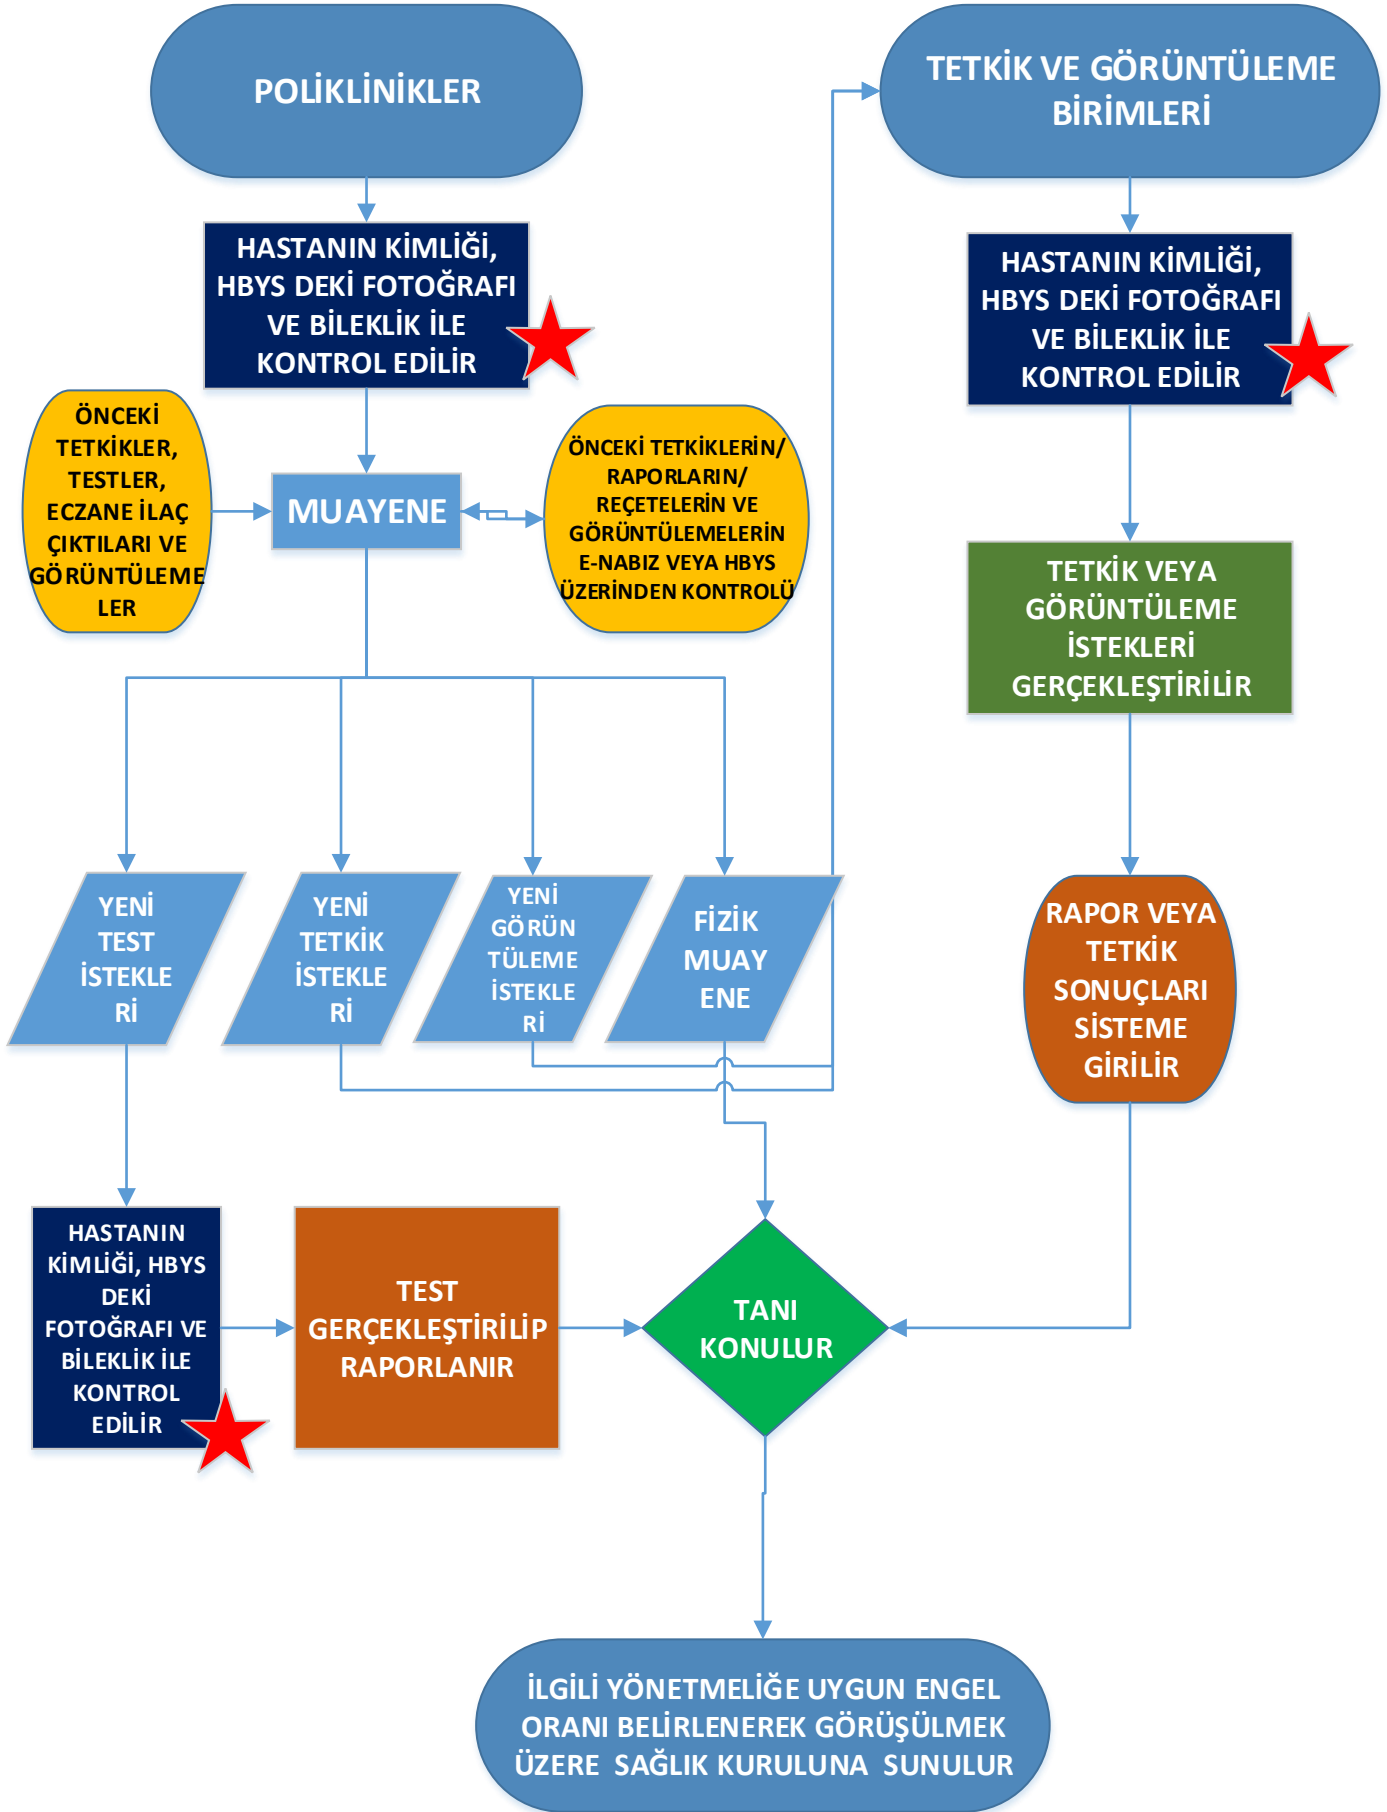 POLİKLİNİKLER
HASTANIN KİMLİĞİ,
HBYS DEKİ FOTOĞRAFI
VE BİLEKLİK İLE
KONTROL EDİLİR
ÖNCEKİ
TETKİKLER,
TESTLER,
ECZANE İLAÇ
ÇIKTILARI VE
GÖRÜNTÜLEME
LER
MUAYENE
ÖNCEKİ TETKİKLERİN/
RAPORLARIN/
REÇETELERİN VE
GÖRÜNTÜLEMELERİN
E-NABIZ VEYA HBYS
ÜZERİNDEN KONTROLÜ
YENİ
TEST
İSTEKLE
Rİ
YENİ
TETKİK
İSTEKLE
Rİ
YENİ
GÖRÜN
TÜLEME
İSTEKLE
Rİ
FİZİK
MUAY
ENE
HASTANIN
KİMLİĞİ, HBYS
DEKİ
FOTOĞRAFI VE
BİLEKLİK İLE
KONTROL
EDİLİR
TEST
GERÇEKLEŞTİRİLİP
RAPORLANIR
TANI
KONULUR
TETKİK VE GÖRÜNTÜLEME
BİRİMLERİ
HASTANIN KİMLİĞİ,
HBYS DEKİ FOTOĞRAFI
VE BİLEKLİK İLE
KONTROL EDİLİR
TETKİK VEYA
GÖRÜNTÜLEME
İSTEKLERİ
GERÇEKLEŞTİRİLİR
RAPOR VEYA
TETKİK
SONUÇLARI
SİSTEME
GİRİLİR
İLGİLİ YÖNETMELİĞE UYGUN ENGEL
ORANI BELİRLENEREK GÖRÜŞÜLMEK
ÜZERE SAĞLIK KURULUNA SUNULUR